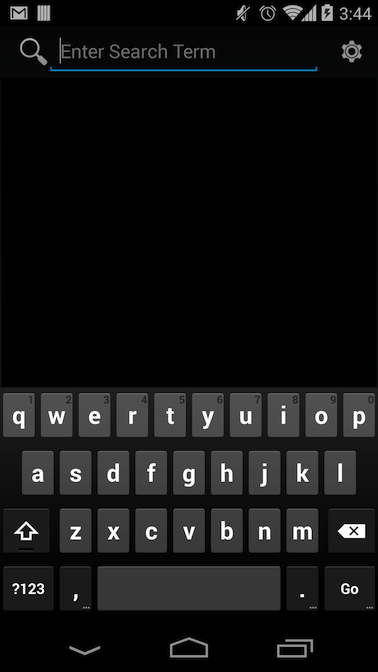 3:44
Enter Search Term
1 2 3 4 5 6 7 8 9 0
q w e r t y u i o p
a s d f g h j k l
z x c v b n m
?123 , ... . ... Go ...